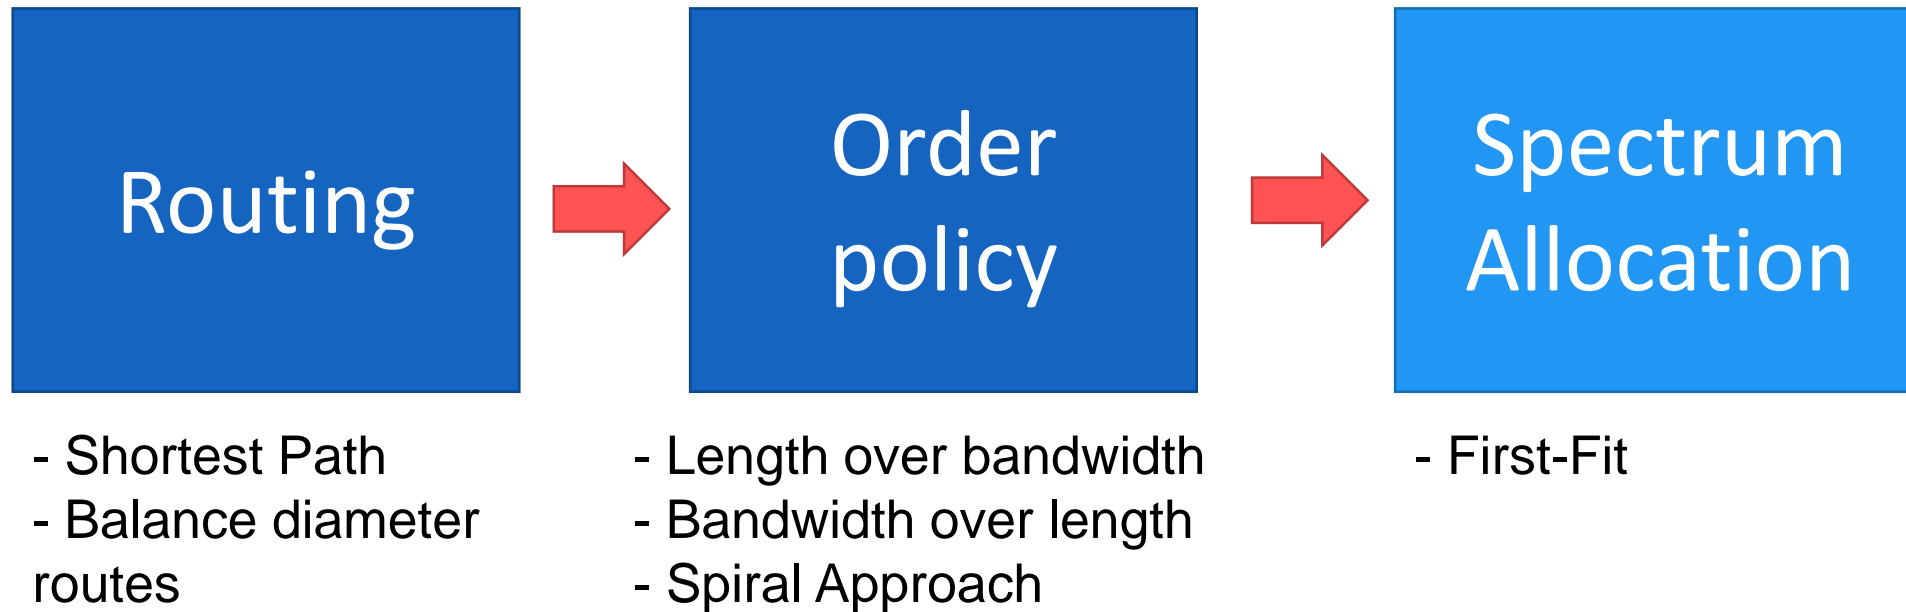 Routing
Order
policy
Spectrum
Allocation
- Shortest Path
- Balance diameter
routes
- Length over bandwidth
- Bandwidth over length
- Spiral Approach
- First-Fit